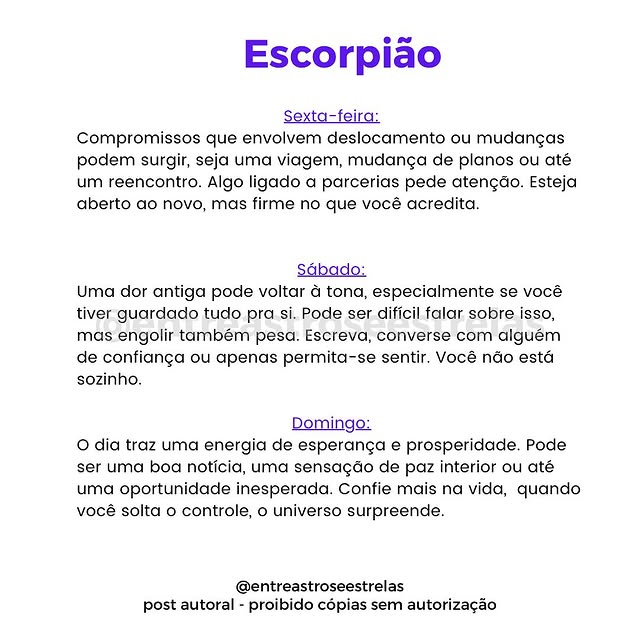 Escorpião
Sexta-feira:
Compromissos que envolvem deslocamento ou mudanças
podem surgir, seja uma viagem, mudança de planos ou até
um reencontro. Algo ligado a parcerias pede atenção. Esteja
aberto ao novo, mas firme no que você acredita.
Sábado:
Uma dor antiga pode voltar à tona, especialmente se você
tiver guardado tudo pra si. Pode ser difícil falar sobre isso,
@entreastroseestrelas
mas engolir também pesa. Escreva, converse com alguém
de confiança ou apenas permita-se sentir. Você não está
sozinho.
Domingo:
O dia traz uma energia de esperança e prosperidade. Pode
ser uma boa notícia, uma sensação de paz interior ou até
uma oportunidade inesperada. Confie mais na vida,  quando
você solta o controle, o universo surpreende.
@entreastroseestrelas
post autoral - proibido cópias sem autorização